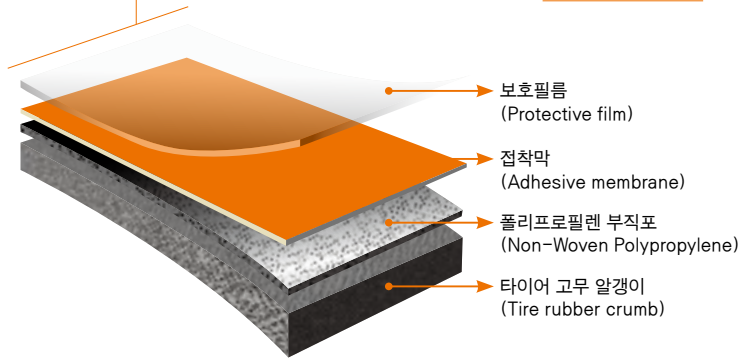 보호필름
(Protective film)
접착막
(Adhesive membrane)
폴리프로필렌 부직포
(Non-Woven Polypropylene)
타이어 고무 알갱이
(Tire rubber crumb)